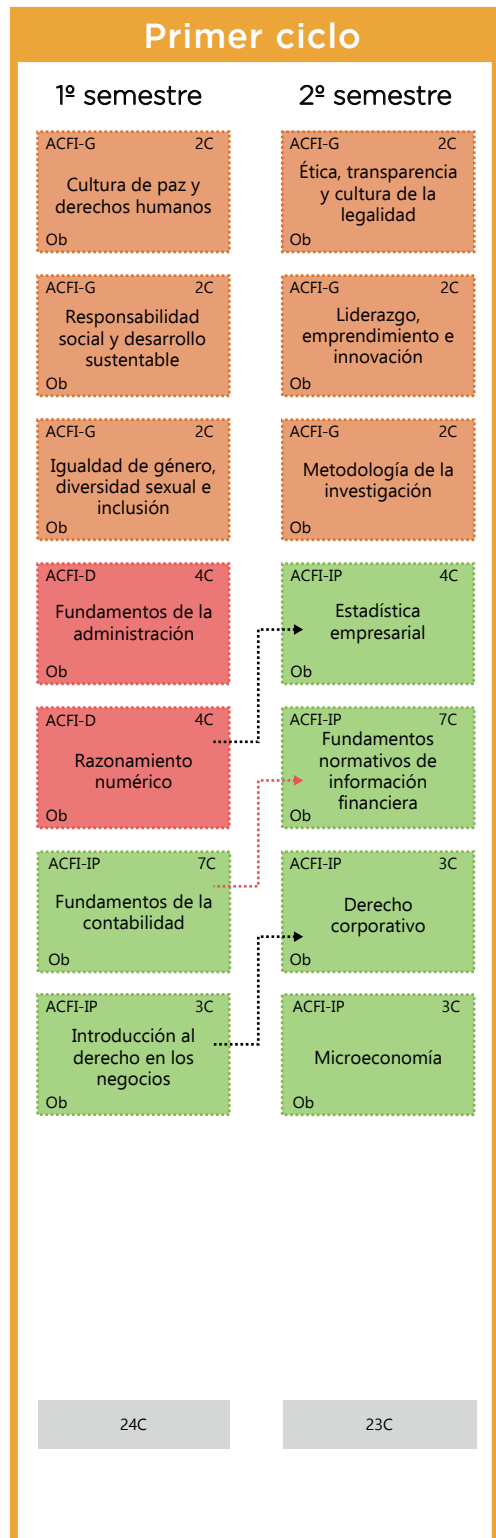 Primer ciclo
1º semestre
2º semestre
ACFI-G 2C
Cultura de paz y
derechos humanos
Ob
ACFI-G 2C
Ética, transparencia
y cultura de la
legalidad
Ob
ACFI-G 2C
Responsabilidad
social y desarrollo
sustentable
Ob
ACFI-G 2C
Liderazgo,
emprendimiento e
innovación
Ob
ACFI-G 2C
Igualdad de género,
diversidad sexual e
inclusión
Ob
ACFI-G 2C
Metodología de la
investigación
Ob
ACFI-D 4C
Fundamentos de la
administración
Ob
ACFI-IP 4C
Estadística
empresarial
Ob
ACFI-D 4C
Razonamiento
numérico
Ob
ACFI-IP 7C
Fundamentos
normativos de
información
financiera
Ob
ACFI-IP 7C
Fundamentos de la
contabilidad
Ob
ACFI-IP 3C
Derecho
corporativo
Ob
ACFI-IP 3C
Introducción al
derecho en los
negocios
Ob
ACFI-IP 3C
Microeconomía
Ob
24C
23C